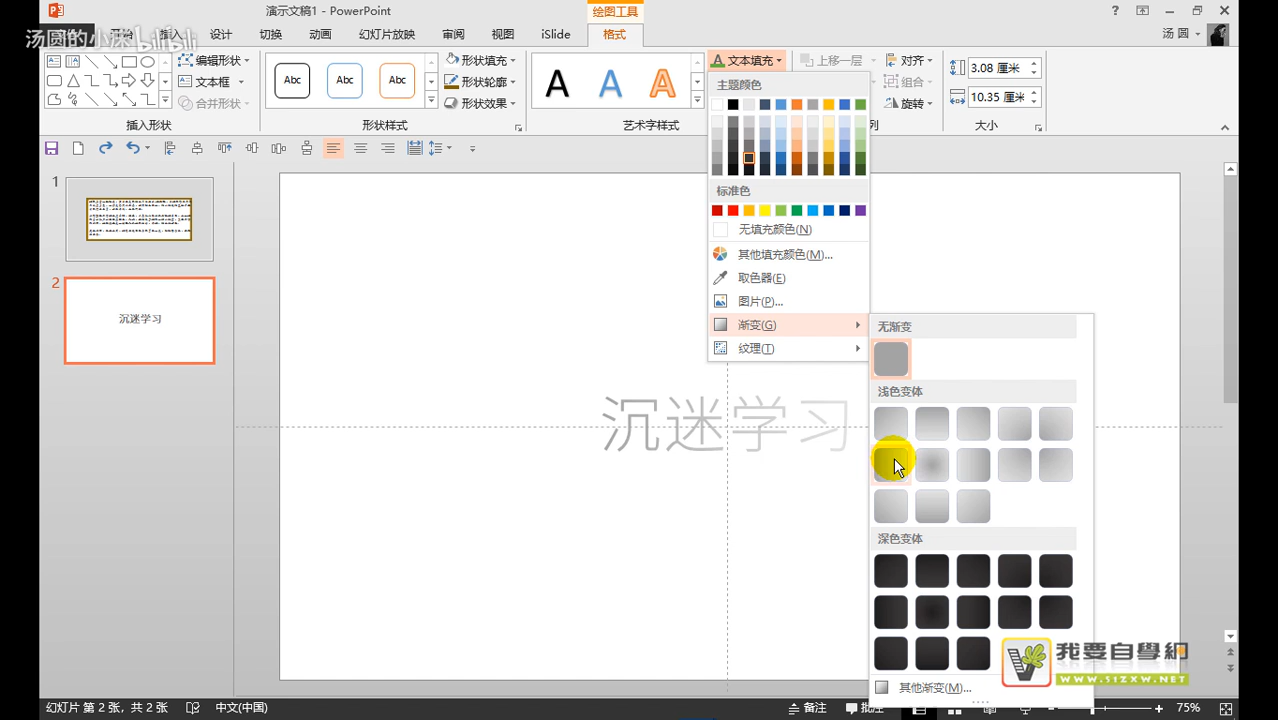 演示文稿1 - PowerPoint
绘图工具
汤圆的小迷 bilibili
开始 插入 设计 切换 动画 幻灯片放映 审阅 视图 iSlide 格式
汤圆
编辑形状
文本框
合并形状
插入形状
Abc Abc Abc
形状填充
形状轮廓
形状效果
形状样式
A A A
艺术字样式
文本填充
上移一层
对齐
组合
旋转
列
3.08 厘米
10.35 厘米
大小
主题颜色
标准色
无填充颜色(N)
其他填充颜色(M)...
取色器(E)
图片(P)...
渐变(G)
纹理(T)
无渐变
浅色变体
深色变体
其他渐变(M)...
1
2
沉迷学习
沉迷学习
我要自學網
WWW.51ZXW.NET
幻灯片 第 2 张，共 2 张 中文(中国) 备注 批注 75%